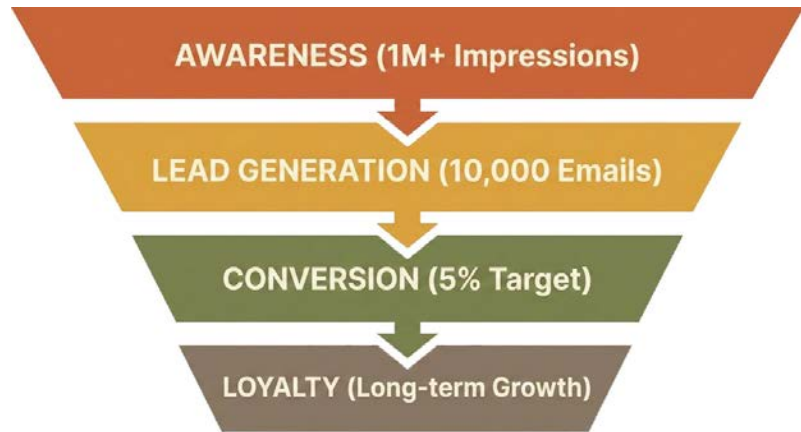 AWARENESS (1M+ Impressions)
LEAD GENERATION (10,000 Emails)
CONVERSION (5% Target)
LOYALTY (Long-term Growth)